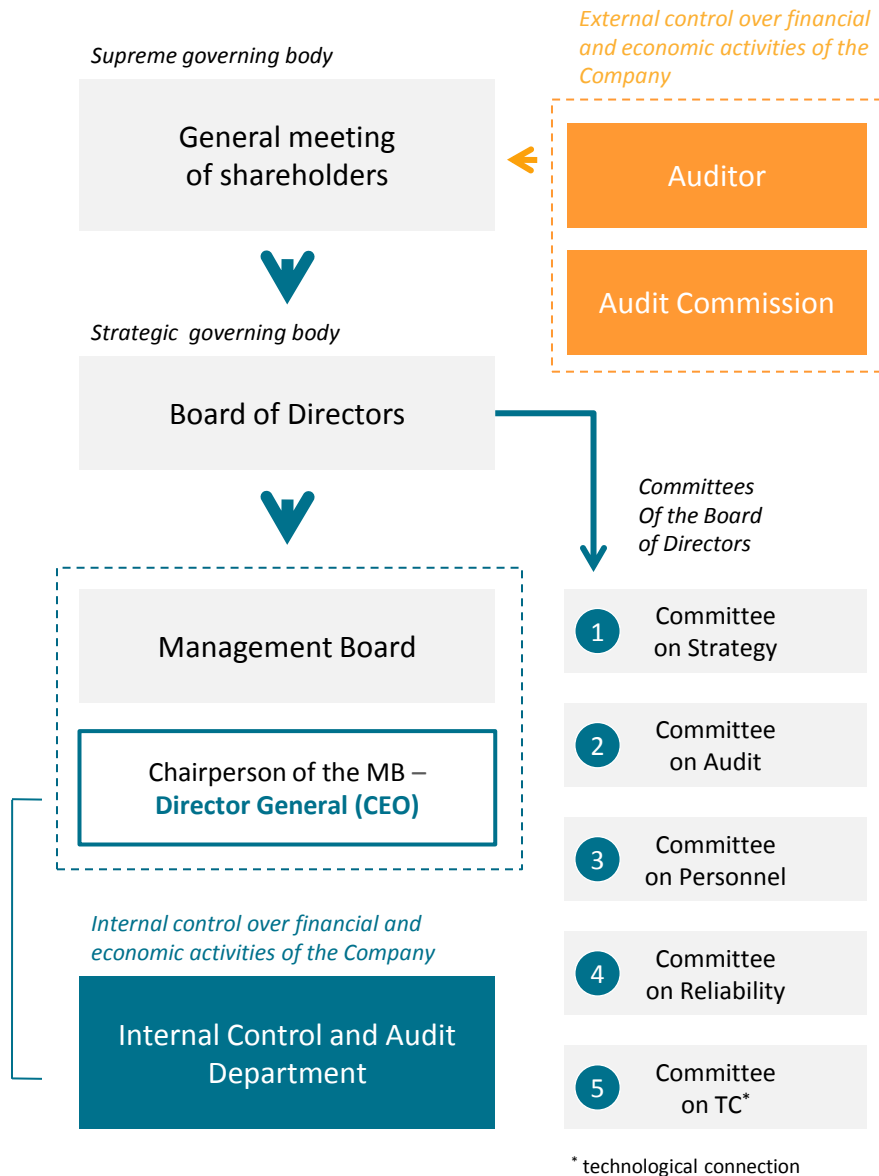 External control over financial
and economic activities of the
Company
Supreme governing body
General meeting
of shareholders
Auditor
Audit Commission
Strategic governing body
Board of Directors
Committees
Of the Board
of Directors
Management Board
Chairperson of the MB –
Director General (CEO)
Internal control over financial and
economic activities of the Company
Internal Control and Audit
Department
1
Committee
on Strategy
2
Committee
on Audit
3
Committee
on Personnel
4
Committee
on Reliability
5
Committee
on TC*
* technological connection